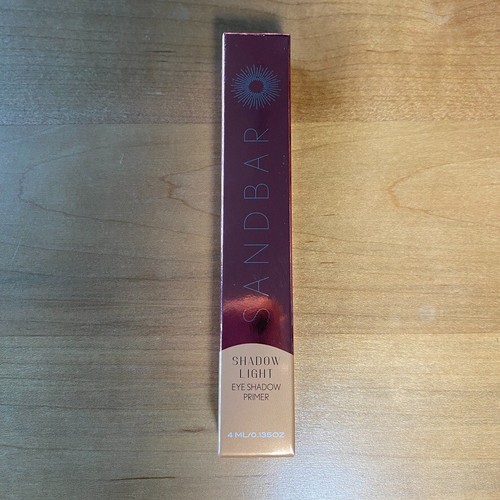 SANDBAR
SHADOW
LIGHT
EYE SHADOW
PRIMER
4 ML/0.135OZ